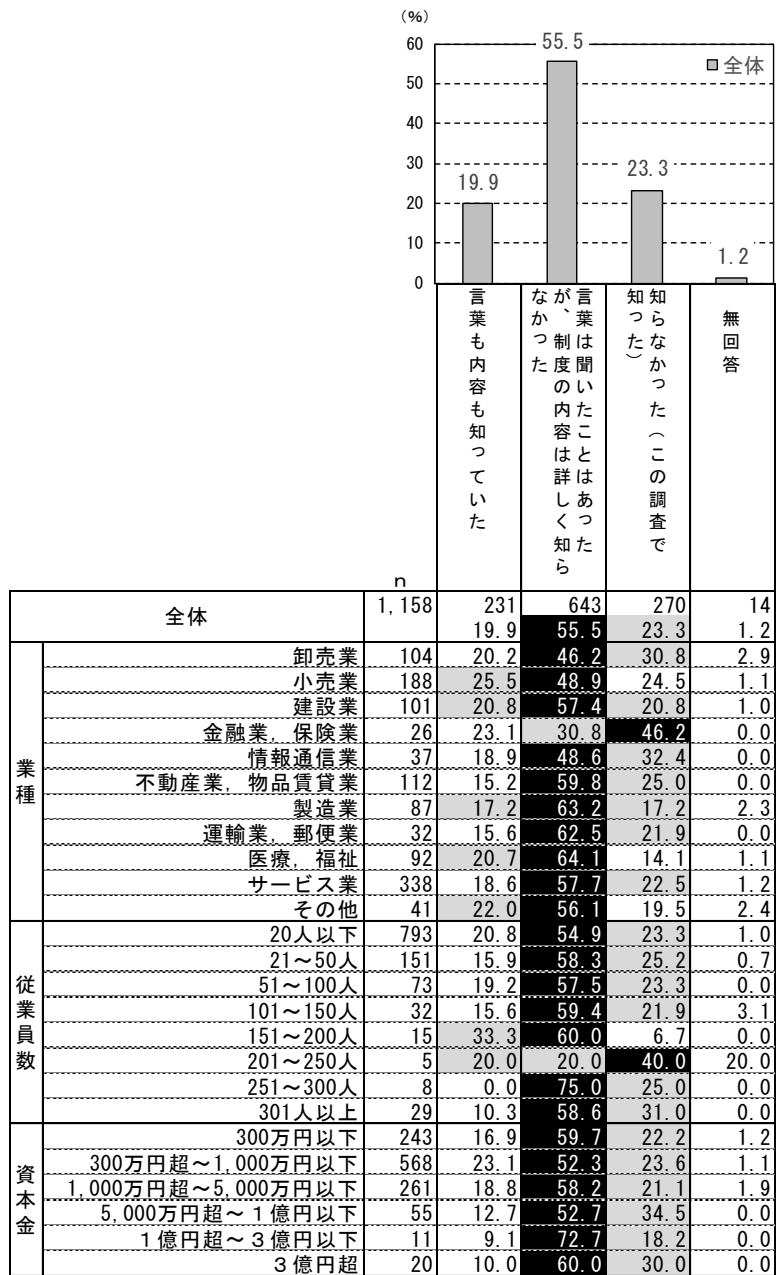 (%)
60
50
40
30
20
10
0
全体
19.9
55.5
23.3
1.2
言葉も内容も知っていた
言葉は聞いたことはあった
が、制度の内容は詳しく知ら
なかった
知らなかった（この調査で
知った）
無回答
n
全体 1,158 231 643 270 14
19.9 55.5 23.3 1.2
業種
卸売業 104 20.2 46.2 30.8 2.9
小売業 188 25.5 48.9 24.5 1.1
建設業 101 20.8 57.4 20.8 1.0
金融業，保険業 26 23.1 30.8 46.2 0.0
情報通信業 37 18.9 48.6 32.4 0.0
不動産業，物品賃貸業 112 15.2 59.8 25.0 0.0
製造業 87 17.2 63.2 17.2 2.3
運輸業，郵便業 32 15.6 62.5 21.9 0.0
医療，福祉 92 20.7 64.1 14.1 1.1
サービス業 338 18.6 57.7 22.5 1.2
その他 41 22.0 56.1 19.5 2.4
従業員数
20人以下 793 20.8 54.9 23.3 1.0
21～50人 151 15.9 58.3 25.2 0.7
51～100人 73 19.2 57.5 23.3 0.0
101～150人 32 15.6 59.4 21.9 3.1
151～200人 15 33.3 60.0 6.7 0.0
201～250人 5 20.0 20.0 40.0 20.0
251～300人 8 0.0 75.0 25.0 0.0
301人以上 29 10.3 58.6 31.0 0.0
資本金
300万円以下 243 16.9 59.7 22.2 1.2
300万円超～1,000万円以下 568 23.1 52.3 23.6 1.1
1,000万円超～5,000万円以下 261 18.8 58.2 21.1 1.9
5,000万円超～１億円以下 55 12.7 52.7 34.5 0.0
１億円超～３億円以下 11 9.1 72.7 18.2 0.0
３億円超 20 10.0 60.0 30.0 0.0